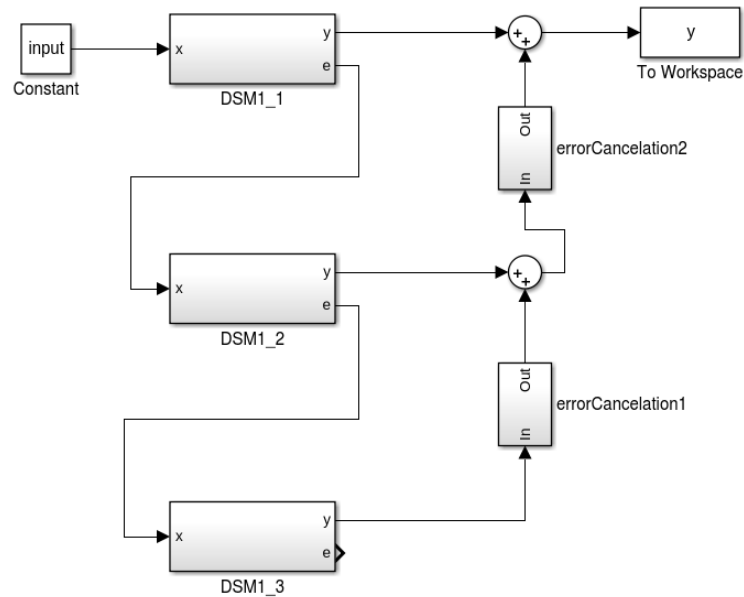 input
Constant
x
y
e
DSM1_1
+
+
y
To Workspace
Out
In
errorCancelation2
x
y
e
DSM1_2
+
+
Out
In
errorCancelation1
x
y
e
DSM1_3